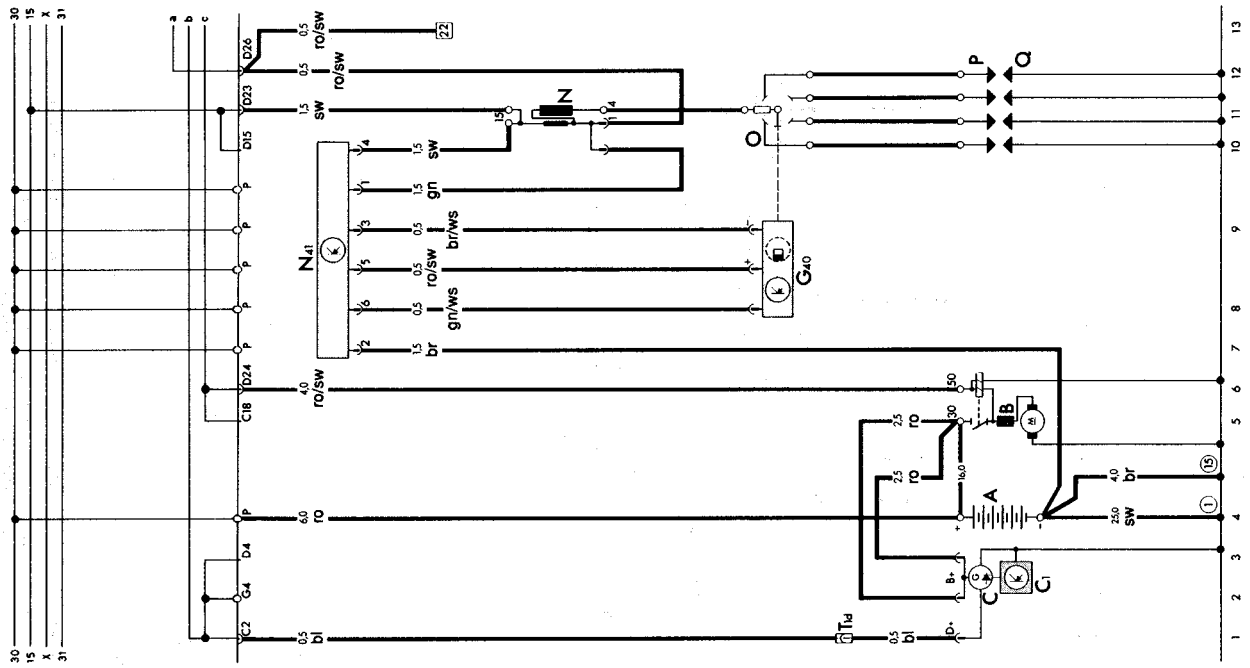 30
15
X
31
30
15
X
31
a
b
c
C2
G4
D4
P
C18
D24
P
P
P
P
P
D15
D23
D26
0,5
bl
6,0
ro
4,0
ro/sw
1,5
sw
0,5
ro/sw
0,5
ro/sw
22
N41
2
6
5
3
1
4
1,5
br
0,5
gn/ws
0,5
ro/sw
0,5
br/ws
1,5
gn
1,5
sw
15
N
1
4
O
G40
+
-
P
Q
T1d
0,5
bl
D+
B+
G
C
C1
2,5
ro
2,5
ro
30
50
16,0
A
+
-
B
M
25,0
sw
4,0
br
1
15
1
2
3
4
5
6
7
8
9
10
11
12
13